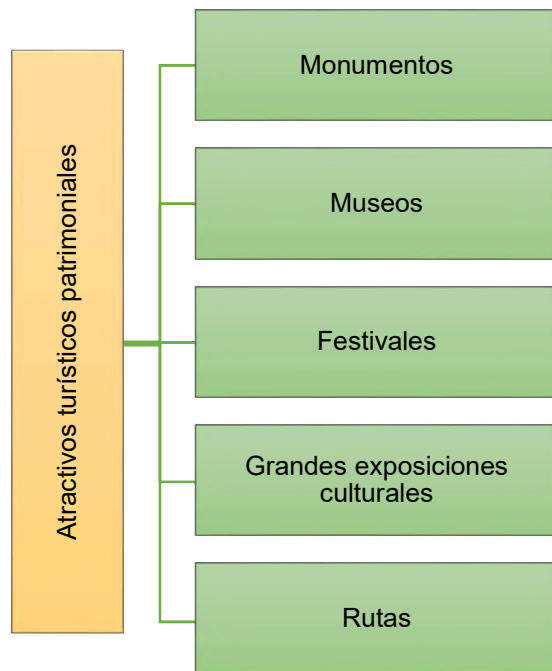 Atractivos turísticos patrimoniales
Monumentos
Museos
Festivales
Grandes exposiciones
culturales
Rutas